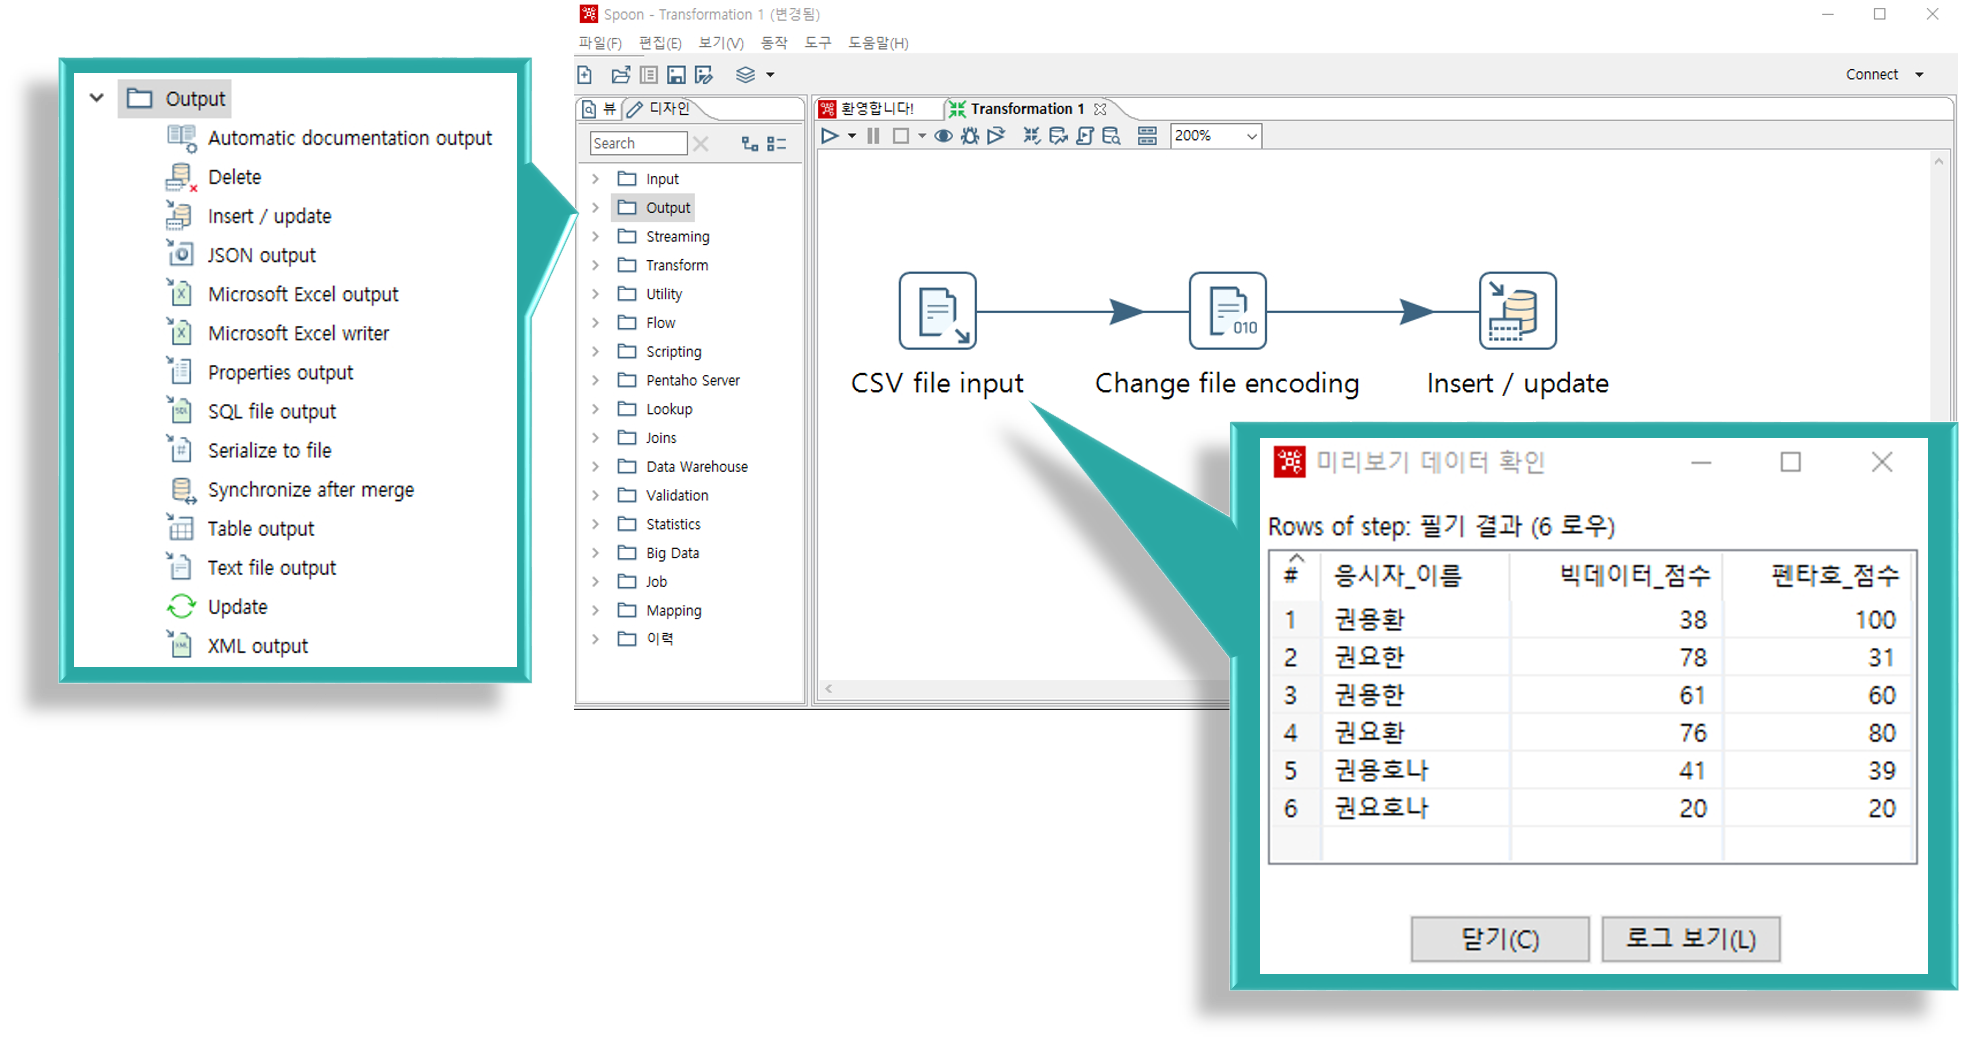 Spoon - Transformation 1 (변경됨)
파일(F) 편집(E) 보기(V) 동작 도구 도움말(H)
Connect
뷰 디자인
환영합니다! Transformation 1
Search
200%
Output
Automatic documentation output
Delete
Insert / update
JSON output
Microsoft Excel output
Microsoft Excel writer
Properties output
SQL file output
Serialize to file
Synchronize after merge
Table output
Text file output
Update
XML output
Input
Output
Streaming
Transform
Utility
Flow
Scripting
Pentaho Server
Lookup
Joins
Data Warehouse
Validation
Statistics
Big Data
Job
Mapping
이력
010
CSV file input Change file encoding Insert / update
미리보기 데이터 확인
Rows of step: 필기 결과 (6 로우)
# 응시자_이름 빅데이터_점수 펜타호_점수
1 권용환 38 100
2 권요한 78 31
3 권용한 61 60
4 권요환 76 80
5 권용호나 41 39
6 권요호나 20 20
닫기(C) 로그 보기(L)